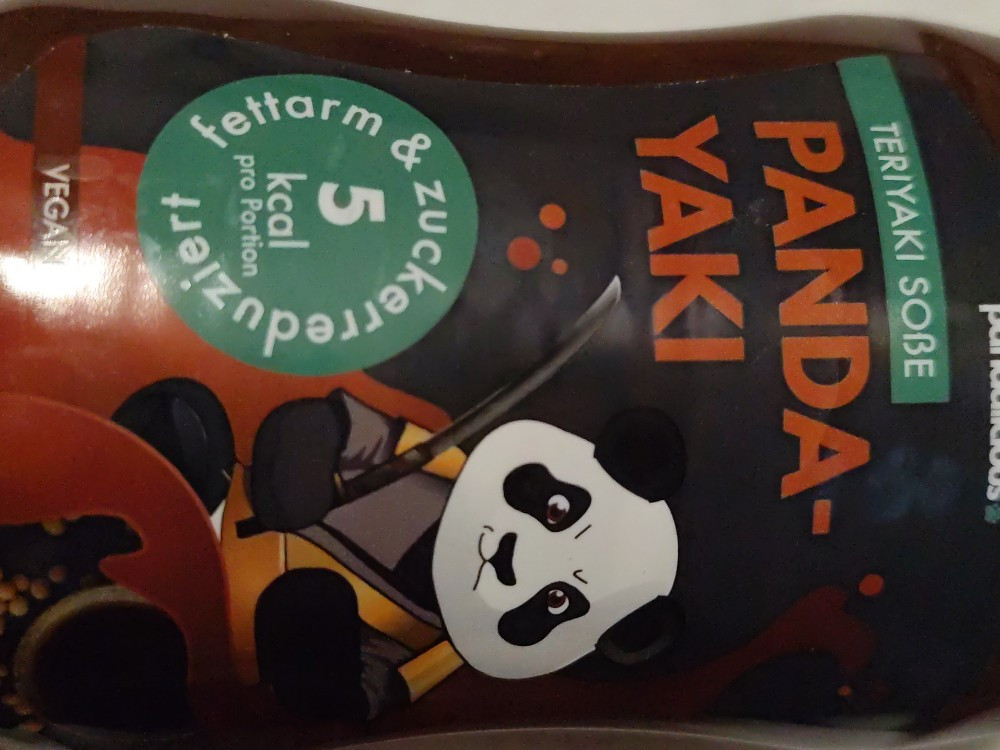 TERIYAKI SOẞE
PANDA-
YAKI
fettarm & zuckerreduziert
5
kcal
pro Portion
VEGAN